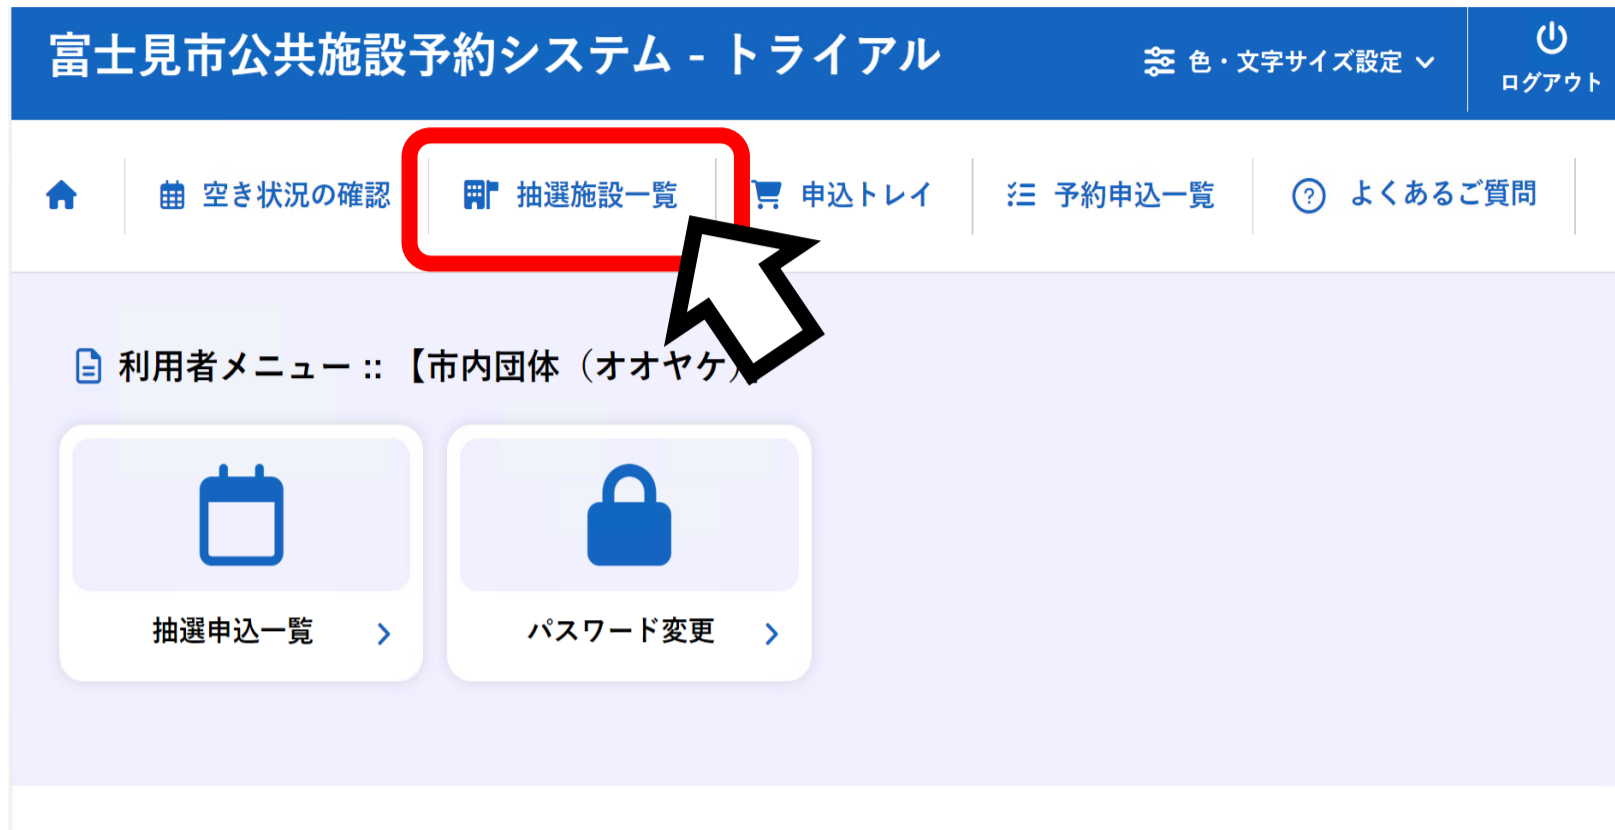 富士見市公共施設予約システム - トライアル
色・文字サイズ設定
ログアウト
空き状況の確認
抽選施設一覧
申込トレイ
予約申込一覧
よくあるご質問
利用者メニュー :: 【市内団体（オオヤケ）】
抽選申込一覧
パスワード変更